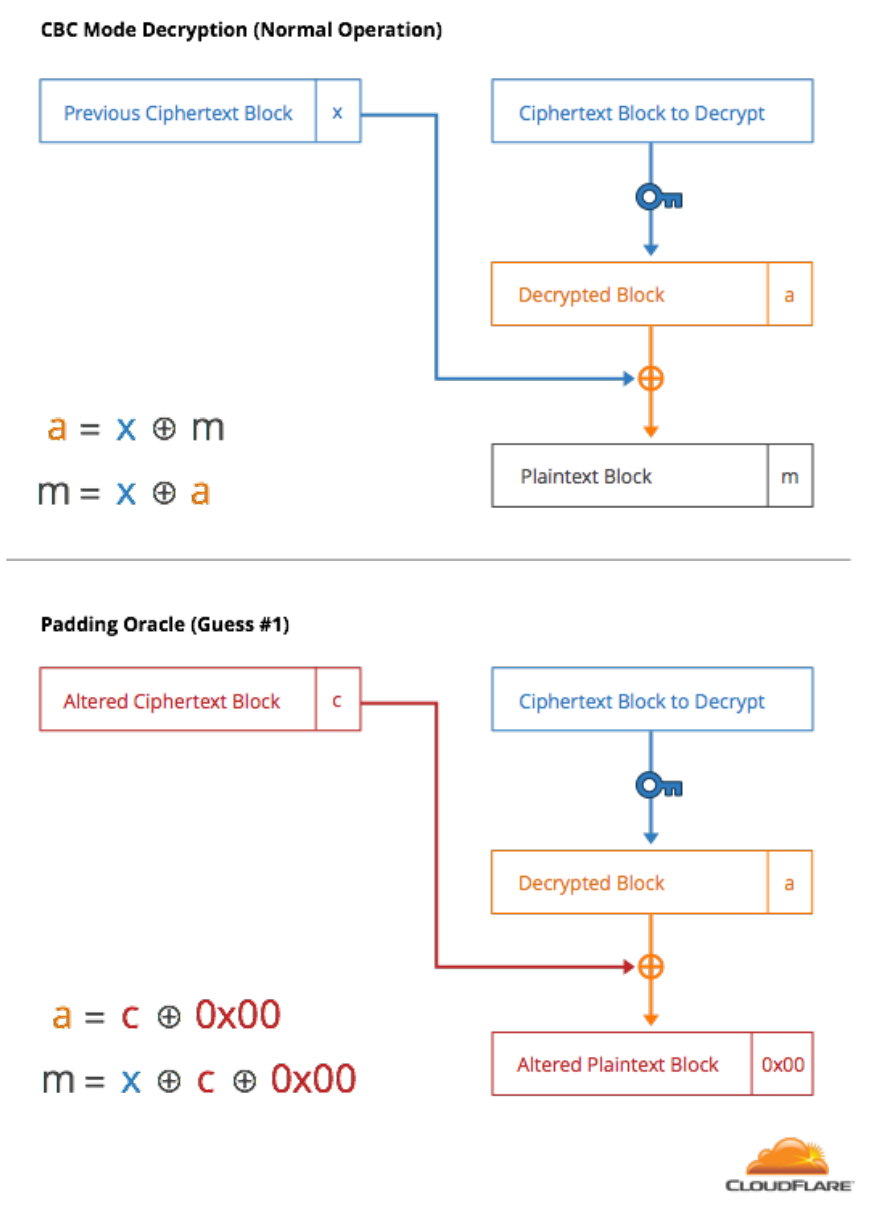 CBC Mode Decryption (Normal Operation)
Previous Ciphertext Block x
Ciphertext Block to Decrypt
Decrypted Block a
a = x ⊕ m
m = x ⊕ a
Plaintext Block m
Padding Oracle (Guess #1)
Altered Ciphertext Block c
Ciphertext Block to Decrypt
Decrypted Block a
a = c ⊕ 0x00
m = x ⊕ c ⊕ 0x00
Altered Plaintext Block 0x00
CLOUDFLARE